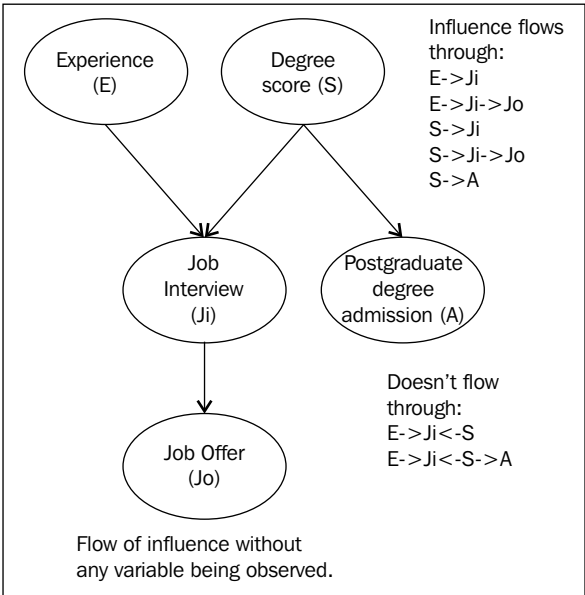 Experience
(E)
Degree
score (S)
Influence flows
through:
E->Ji
E->Ji->Jo
S->Ji
S->Ji->Jo
S->A
Job
Interview
(Ji)
Postgraduate
degree
admission (A)
Doesn't flow
through:
E->Ji<-S
E->Ji<-S->A
Job Offer
(Jo)
Flow of influence without
any variable being observed.